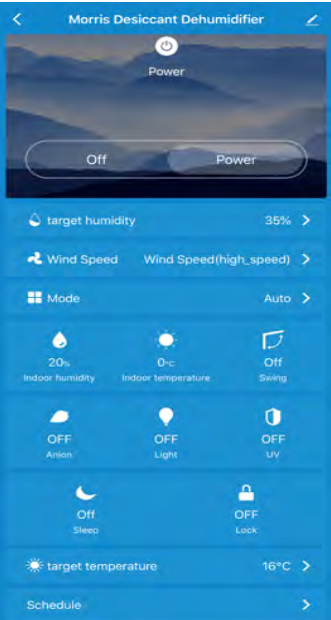 Morris Desiccant Dehumidifier
Power
Off Power
target humidity 35%
Wind Speed Wind Speed(high_speed)
Mode Auto
20% 0°C Off
Indoor humidity Indoor temperature Swing
OFF OFF OFF
Anion Light UV
Off OFF
Sleep Lock
target temperature 16°C
Schedule